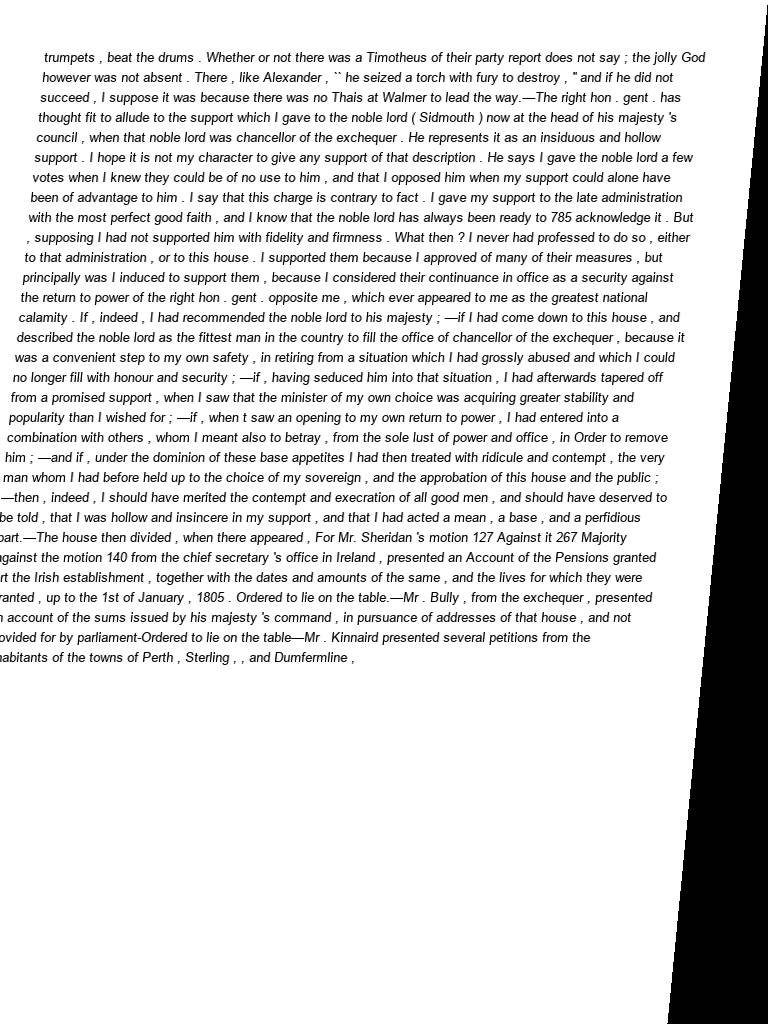 trumpets , beat the drums . Whether or not there was a Timotheus of their party report does not say ; the jolly God
however was not absent . There , like Alexander , `` he seized a torch with fury to destroy , " and if he did not
succeed , I suppose it was because there was no Thais at Walmer to lead the way.—The right hon . gent . has
thought fit to allude to the support which I gave to the noble lord ( Sidmouth ) now at the head of his majesty 's
council , when that noble lord was chancellor of the exchequer . He represents it as an insiduous and hollow
support . I hope it is not my character to give any support of that description . He says I gave the noble lord a few
votes when I knew they could be of no use to him , and that I opposed him when my support could alone have
been of advantage to him . I say that this charge is contrary to fact . I gave my support to the late administration
with the most perfect good faith , and I know that the noble lord has always been ready to 785 acknowledge it . But
, supposing I had not supported him with fidelity and firmness . What then ? I never had professed to do so , either
to that administration , or to this house . I supported them because I approved of many of their measures , but
principally was I induced to support them , because I considered their continuance in office as a security against
the return to power of the right hon . gent . opposite me , which ever appeared to me as the greatest national
calamity . If , indeed , I had recommended the noble lord to his majesty ; —if I had come down to this house , and
described the noble lord as the fittest man in the country to fill the office of chancellor of the exchequer , because it
was a convenient step to my own safety , in retiring from a situation which I had grossly abused and which I could
no longer fill with honour and security ; —if , having seduced him into that situation , I had afterwards tapered off
from a promised support , when I saw that the minister of my own choice was acquiring greater stability and
popularity than I wished for ; —if , when t saw an opening to my own return to power , I had entered into a
combination with others , whom I meant also to betray , from the sole lust of power and office , in Order to remove
him ; —and if , under the dominion of these base appetites I had then treated with ridicule and contempt , the very
man whom I had before held up to the choice of my sovereign , and the approbation of this house and the public ;
—then , indeed , I should have merited the contempt and execration of all good men , and should have deserved to
be told , that I was hollow and insincere in my support , and that I had acted a mean , a base , and a perfidious
part.—The house then divided , when there appeared , For Mr. Sheridan 's motion 127 Against it 267 Majority
against the motion 140 from the chief secretary 's office in Ireland , presented an Account of the Pensions granted
rt the Irish establishment , together with the dates and amounts of the same , and the lives for which they were
ranted , up to the 1st of January , 1805 . Ordered to lie on the table.—Mr . Bully , from the exchequer , presented
account of the sums issued by his majesty 's command , in pursuance of addresses of that house , and not
ovided for by parliament-Ordered to lie on the table—Mr . Kinnaird presented several petitions from the
habitants of the towns of Perth , Sterling , , and Dumfermline ,